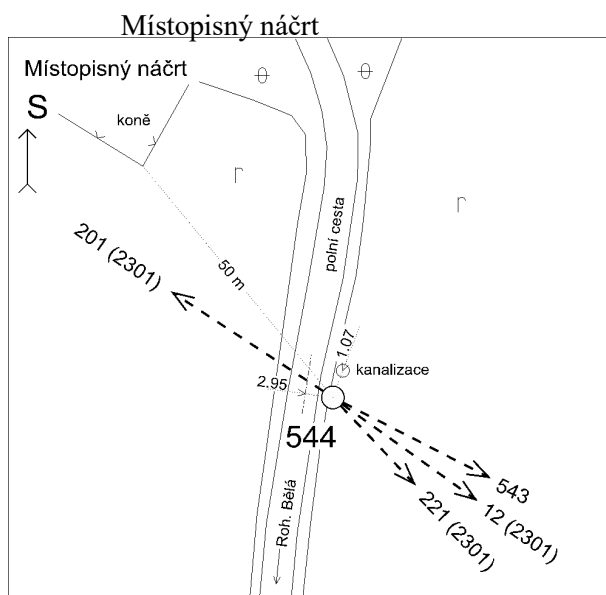 Místopisný náčrt
Místopisný náčrt
S
koně
r
r
201 (2301)
50 m
polní cesta
1.07
kanalizace
2.95
544
543
12 (2301)
221 (2301)
Roh. Bělá